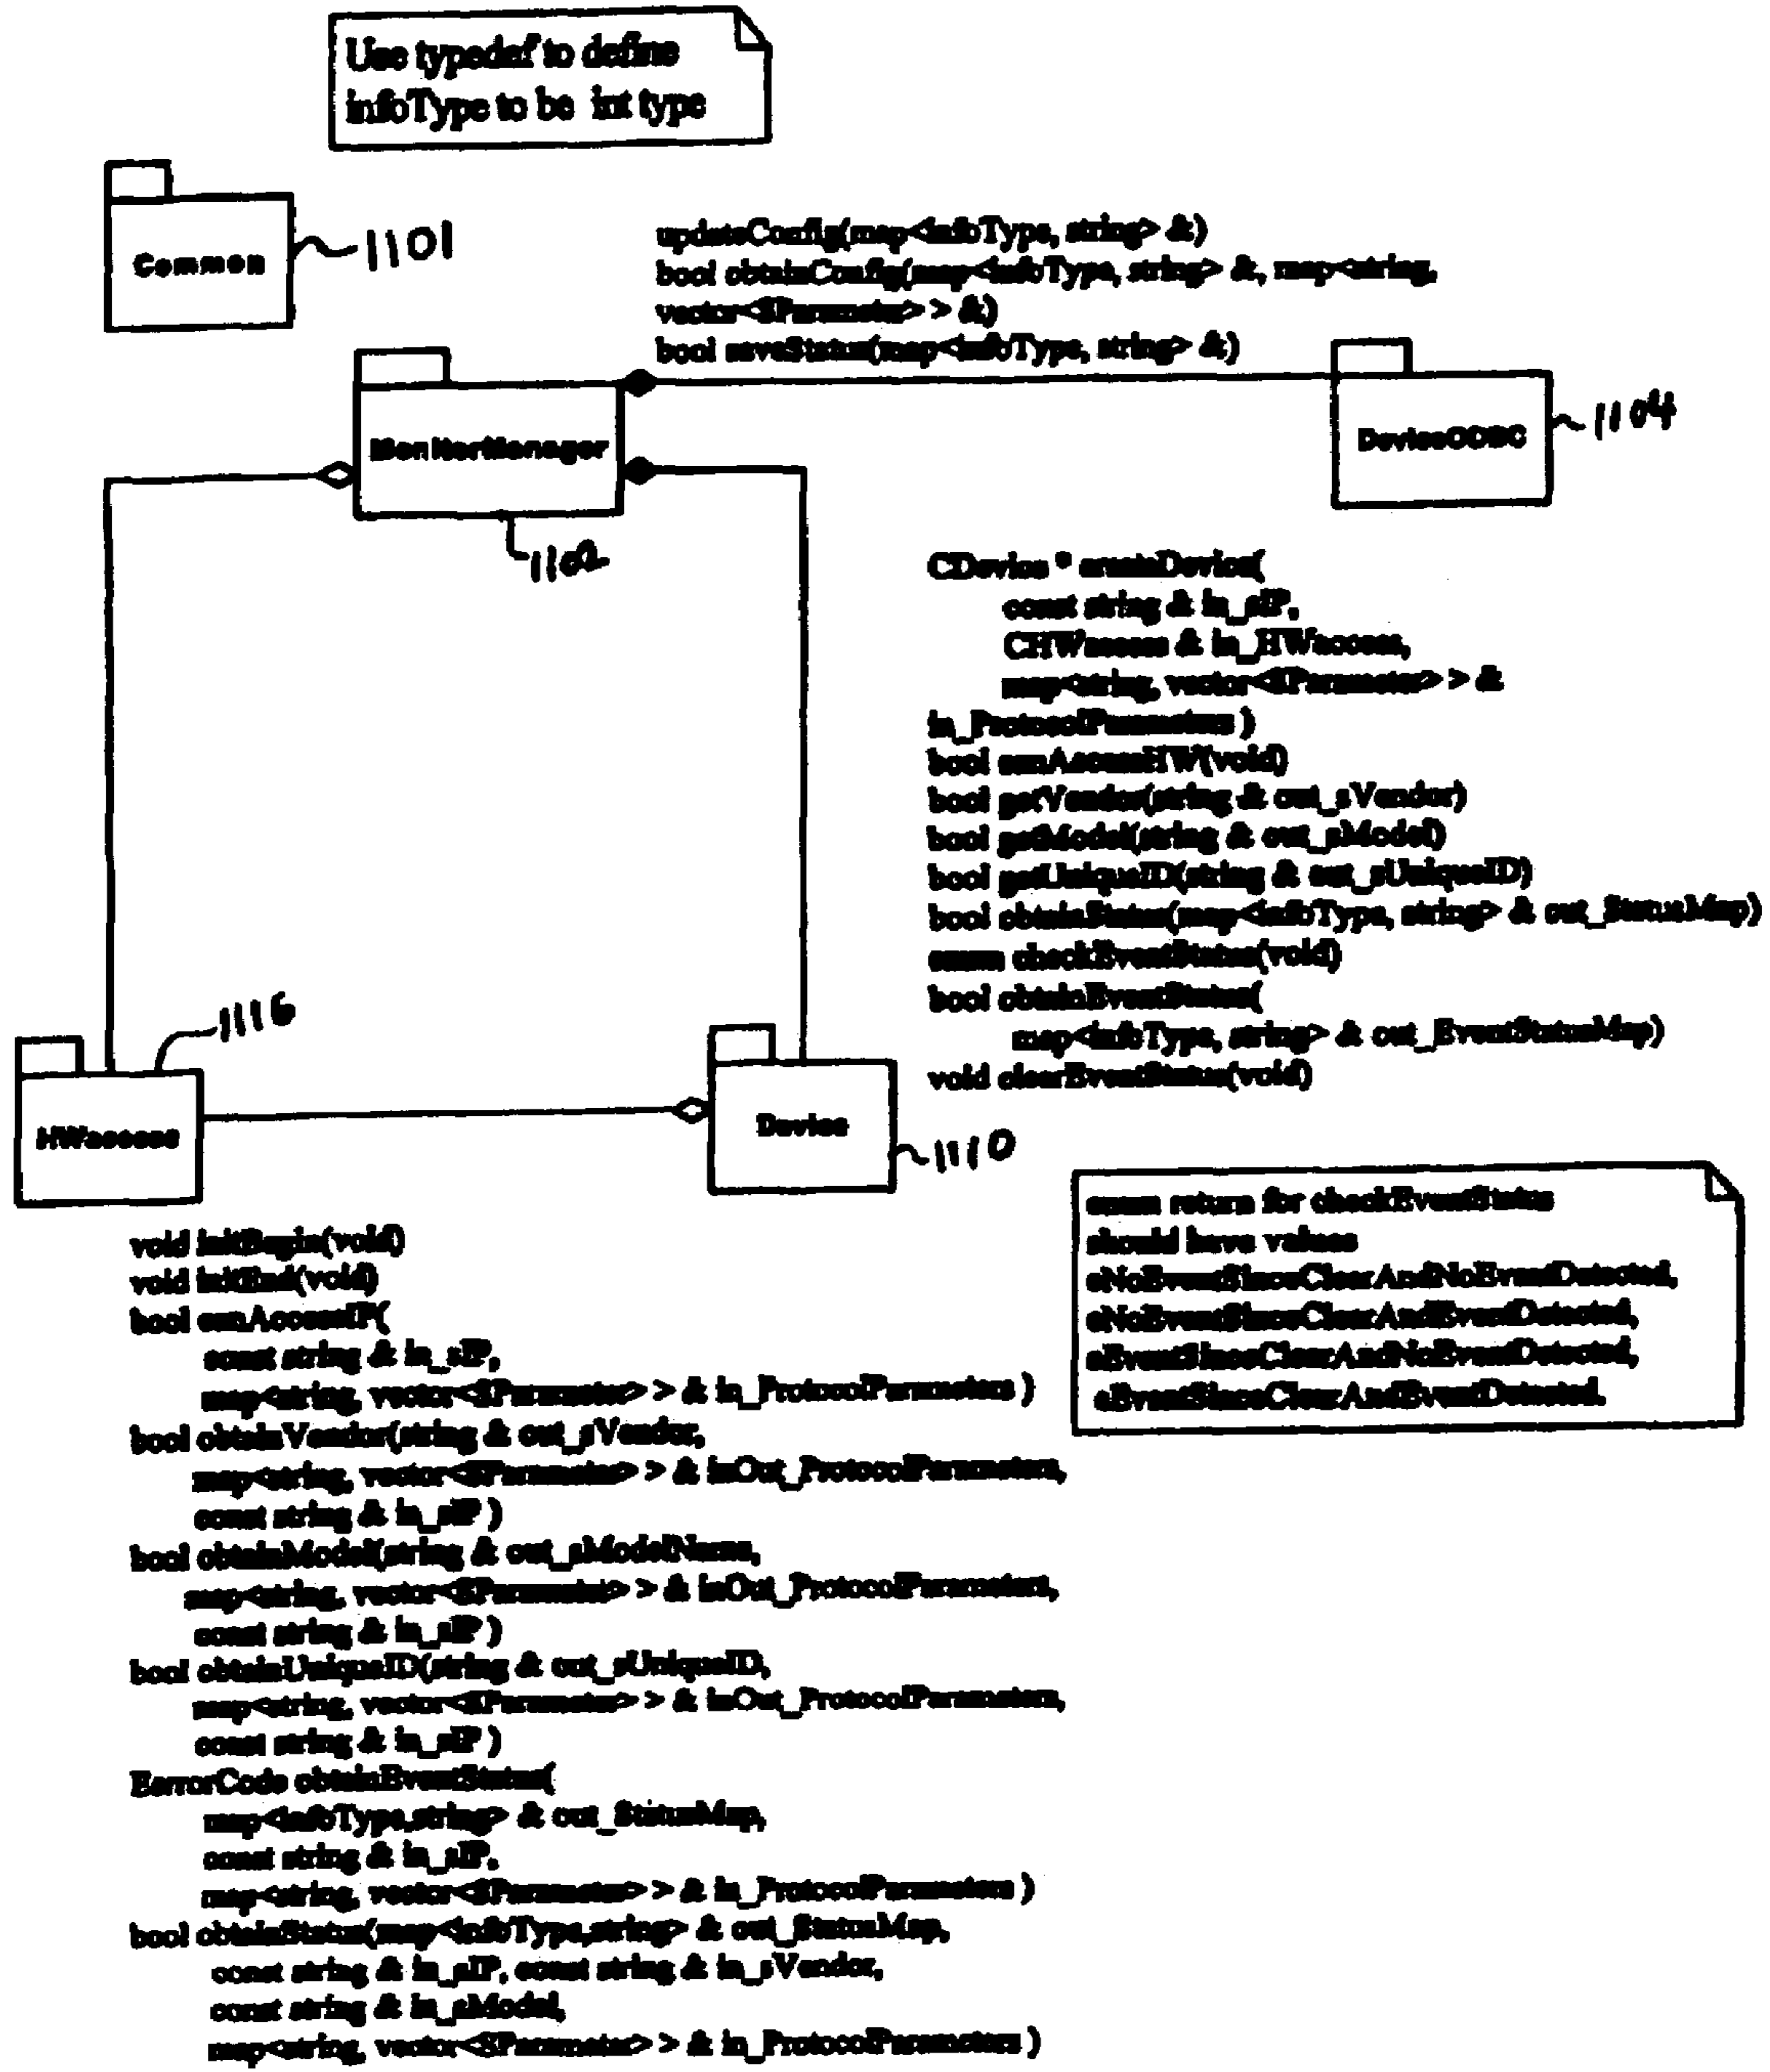 Use typedef to define
infoType to be int type
Common
1101
updateConfig(map<infoType, string> &)
bool obtainConfig(map<infoType, string> &, map<string,
vector<SParameter> > &)
bool saveStatus(map<infoType, string> &)
MonitorManager
1102
DeviceODBC
1104
CDevice * createDevice(
const string & in_sIP,
CHWaccess & in_HWaccess,
map<string, vector<SParameter> > &
in_ProtocolParameters )
bool canAccessHW(void)
bool getVendor(string & out_sVendor)
bool getModel(string & out_sModel)
bool getUniqueID(string & out_sUniqueID)
bool obtainStatus(map<infoType, string> & out_StatusMap)
enum checkEventStatus(void)
bool obtainEventStatus(
map<infoType, string> & out_EventStatusMap)
void clearEventStatus(void)
1116
HWaccess
Device
1110
enum return for checkEventStatus
should have values
eNoEventSinceClearAndNoEventDetected,
eNoEventSinceClearAndEventDetected,
eEventSinceClearAndNoEventDetected,
eEventSinceClearAndEventDetected.
void initBegin(void)
void initEnd(void)
bool canAccessIP(
const string & in_sIP,
map<string, vector<SParameter> > & in_ProtocolParameters )
bool obtainVendor(string & out_sVendor,
map<string, vector<SParameter> > & inOut_ProtocolParameters,
const string & in_sIP )
bool obtainModel(string & out_sModelName,
map<string, vector<SParameter> > & inOut_ProtocolParameters,
const string & in_sIP )
bool obtainUniqueID(string & out_sUniqueID,
map<string, vector<SParameter> > & inOut_ProtocolParameters,
const string & in_sIP )
EerrorCode obtainEventStatus(
map<infoType,string> & out_StatusMap,
const string & in_sIP,
map<string, vector<SParameter> > & in_ProtocolParameters )
bool obtainStatus(map<infoType,string> & out_StatusMap,
const string & in_sIP, const string & in_sVendor,
const string & in_sModel,
map<string, vector<SParameter> > & in_ProtocolParameters )